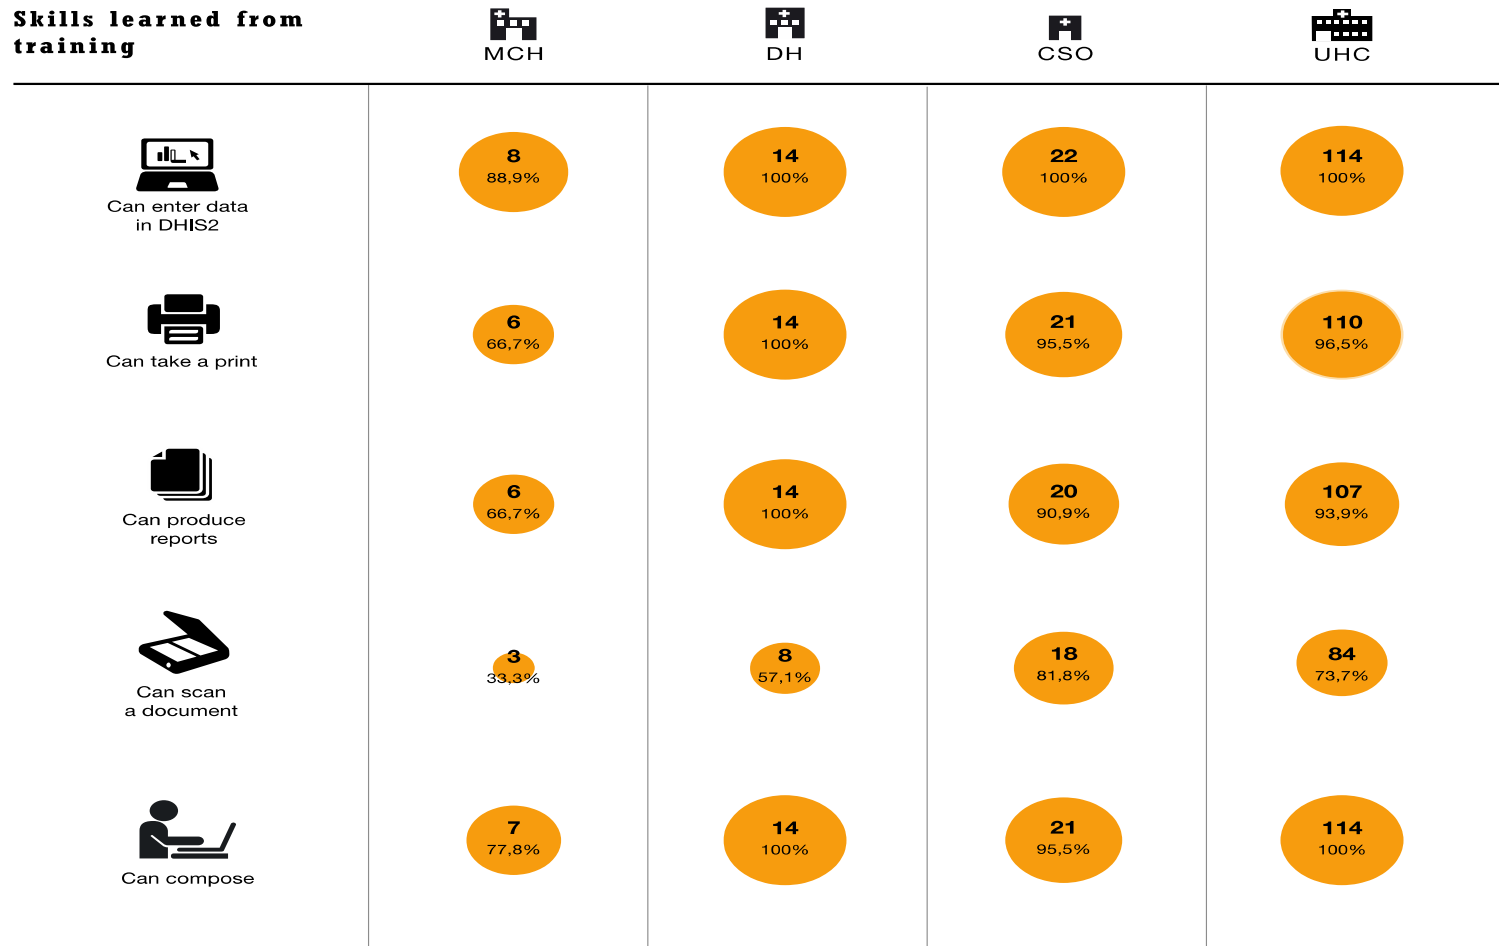 Skills learned from
training
MCH
DH
CSO
UHC
Can enter data
in DHIS2
8
88,9%
14
100%
22
100%
114
100%
Can take a print
6
66,7%
14
100%
21
95,5%
110
96,5%
Can produce
reports
6
66,7%
14
100%
20
90,9%
107
93,9%
Can scan
a document
3
33,3%
8
57,1%
18
81,8%
84
73,7%
Can compose
7
77,8%
14
100%
21
95,5%
114
100%